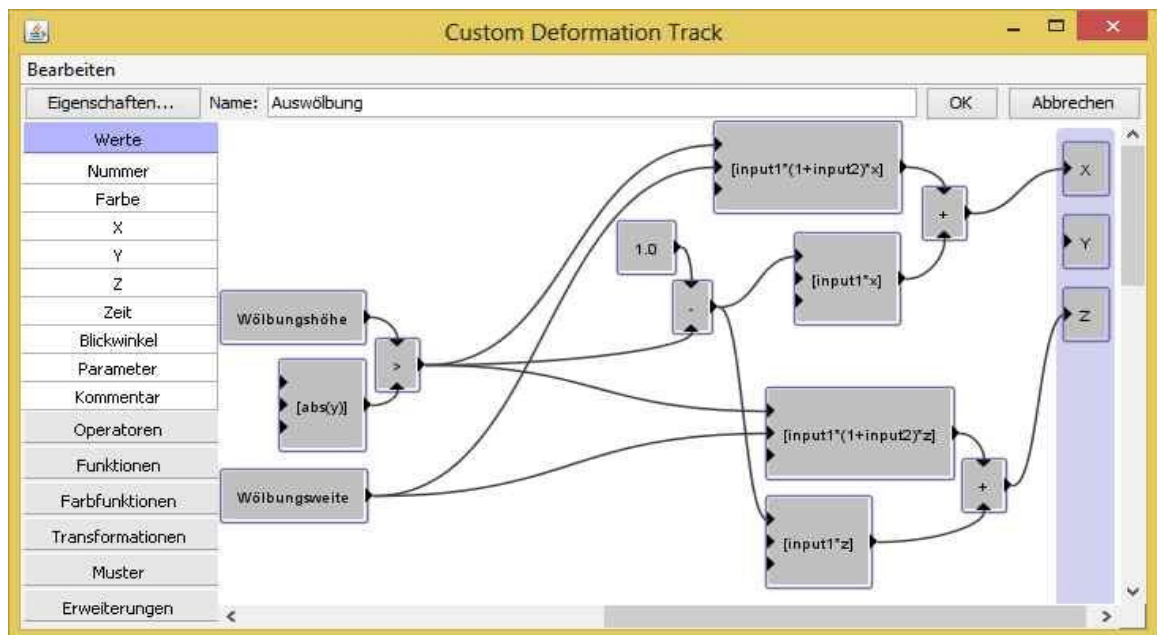 Custom Deformation Track
Bearbeiten
Eigenschaften...
Name: Auswölbung
OK
Abbrechen
Werte
Nummer
Farbe
X
Y
Z
Zeit
Blickwinkel
Parameter
Kommentar
Operatoren
Funktionen
Farbfunktionen
Transformationen
Muster
Erweiterungen
[input1*(1+input2)*x]
+
X
1.0
Y
[input1*x]
-
Z
Wölbungshöhe
>
[abs(y)]
[input1*(1+input2)*z]
Wölbungsweite
+
[input1*z]